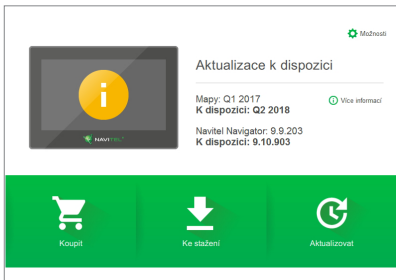 Možnosti
Aktualizace k dispozici
Mapy: Q1 2017
Více informací
K dispozici: Q2 2018
Navitel Navigator: 9.9.203
K dispozici: 9.10.903
NAVITEL
Koupit
Ke stažení
Aktualizovat